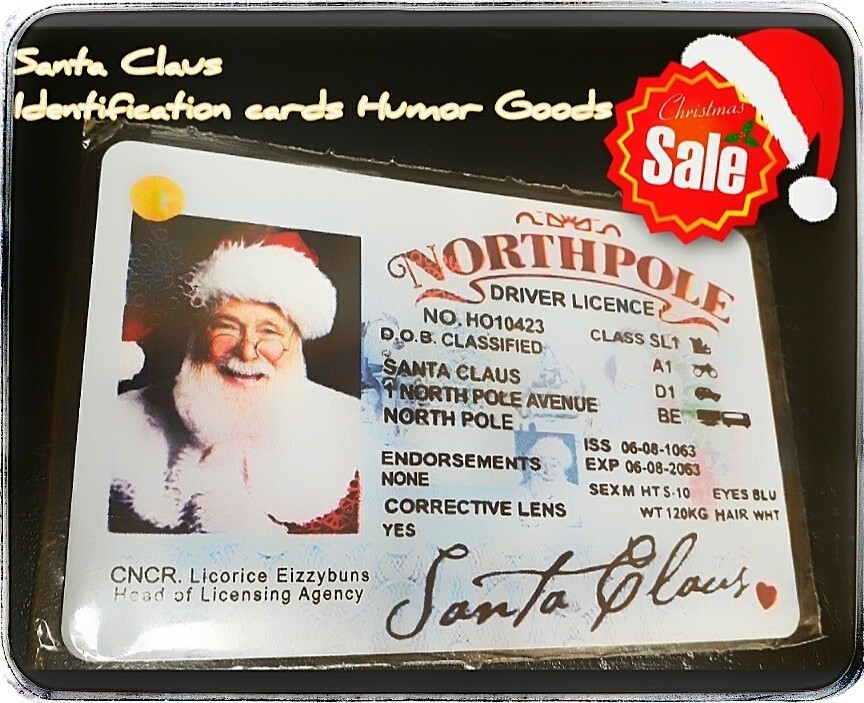 Santa Claus
Identification cards Humor Goods
Christmas
Sale
NORTHPOLE
DRIVER LICENCE
NO. HO10423
D.O.B. CLASSIFIED
CLASS SL1
A1
D1
BE
SANTA CLAUS
1 NORTH POLE AVENUE
NORTH POLE
ISS 06-08-1063
EXP 06-08-2063
ENDORSEMENTS
NONE
SEX M HT 5-10 EYES BLU
WT 120KG HAIR WHT
CORRECTIVE LENS
YES
CNCR. Licorice Eizzybuns
Head of Licensing Agency
Santa Claus